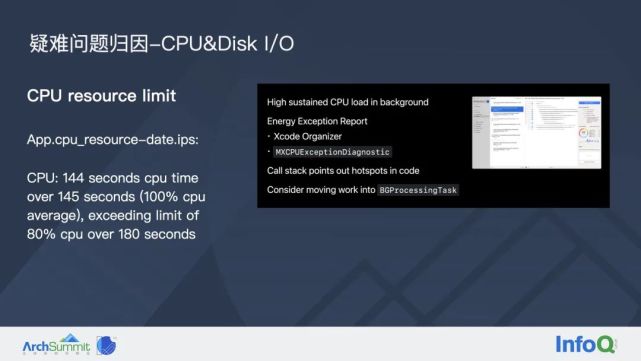 疑难问题归因-CPU&Disk I/O
CPU resource limit
App.cpu_resource-date.ips:
CPU: 144 seconds cpu time
over 145 seconds (100% cpu
average), exceeding limit of
80% cpu over 180 seconds
High sustained CPU load in background
Energy Exception Report
• Xcode Organizer
• MXCPUExceptionDiagnostic
Call stack points out hotspots in code
Consider moving work into BGProcessingTask
ArchSummit
InfoQ